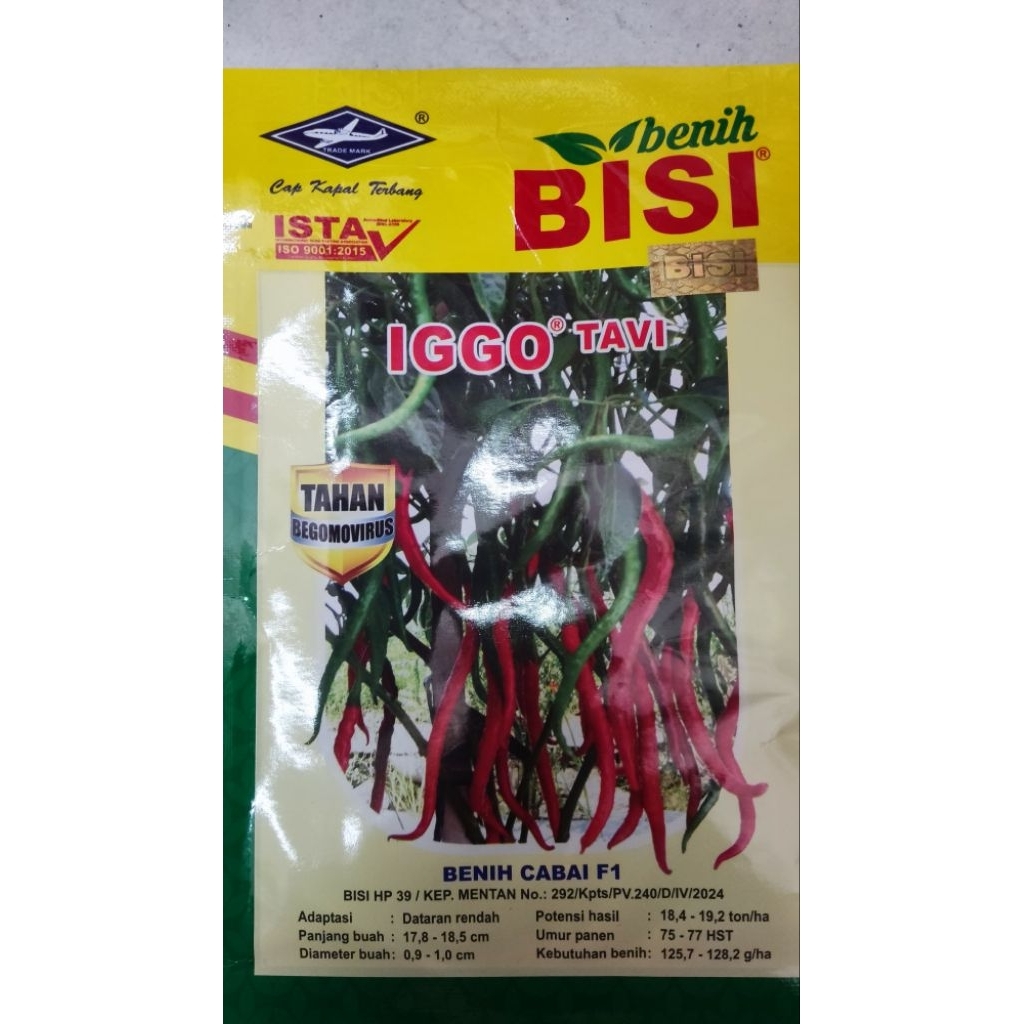 ®
TRADE MARK
Cap Kapal Terbang
benih
BISI®
ISTA
ISO 9001:2015
BISI
IGGO® TAVI
TAHAN
BEGOMOVIRUS
BENIH CABAI F1
BISI HP 39 / KEP. MENTAN No.: 292/Kpts/PV.240/D/IV/2024
Adaptasi : Dataran rendah
Panjang buah : 17,8 - 18,5 cm
Diameter buah : 0,9 - 1,0 cm
Potensi hasil : 18,4 - 19,2 ton/ha
Umur panen : 75 - 77 HST
Kebutuhan benih: 125,7 - 128,2 g/ha